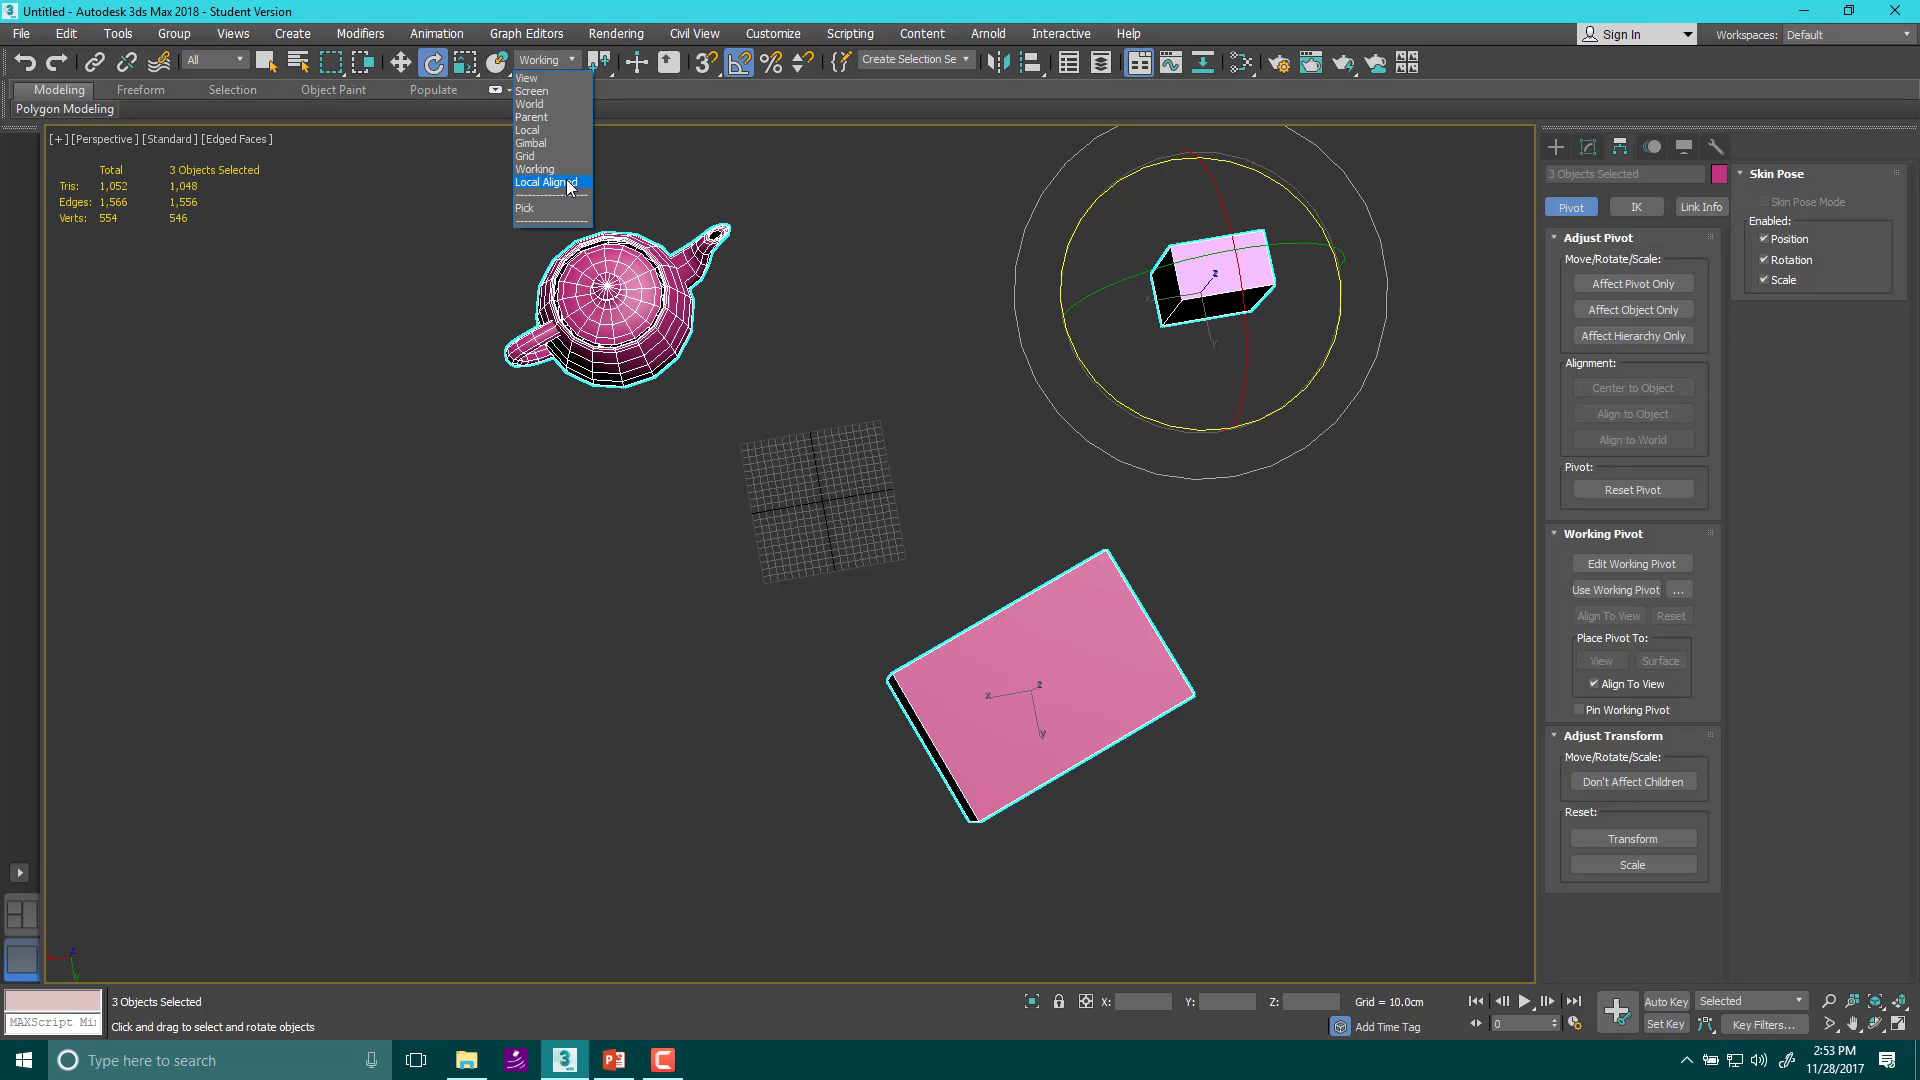 Untitled - Autodesk 3ds Max 2018 - Student Version
File Edit Tools Group Views Create Modifiers Animation Graph Editors Rendering Civil View Customize Scripting Content Arnold Interactive Help Sign In Workspaces: Default
All Working Create Selection Se
Modeling Freeform Selection Object Paint Populate
Polygon Modeling
View
Screen
World
Parent
Local
Gimbal
Grid
Working
Local Aligned
Pick
[+] [Perspective] [Standard] [Edged Faces]
Total 3 Objects Selected
Tris: 1,052 1,048
Edges: 1,566 1,556
Verts: 554 546
z
x
y
x
z
y
z
3 Objects Selected
Pivot IK Link Info
Adjust Pivot
Move/Rotate/Scale:
Affect Pivot Only
Affect Object Only
Affect Hierarchy Only
Alignment:
Center to Object
Align to Object
Align to World
Pivot:
Reset Pivot
Working Pivot
Edit Working Pivot
Use Working Pivot ...
Align To View Reset
Place Pivot To:
View Surface
Align To View
Pin Working Pivot
Adjust Transform
Move/Rotate/Scale:
Don't Affect Children
Reset:
Transform
Scale
Skin Pose
Skin Pose Mode
Enabled:
Position
Rotation
Scale
3 Objects Selected X: Y: Z: Grid = 10.0cm Auto Key Selected
MAXScript Mi Click and drag to select and rotate objects Add Time Tag 0 Set Key Key Filters...
Type here to search
2:53 PM
11/28/2017